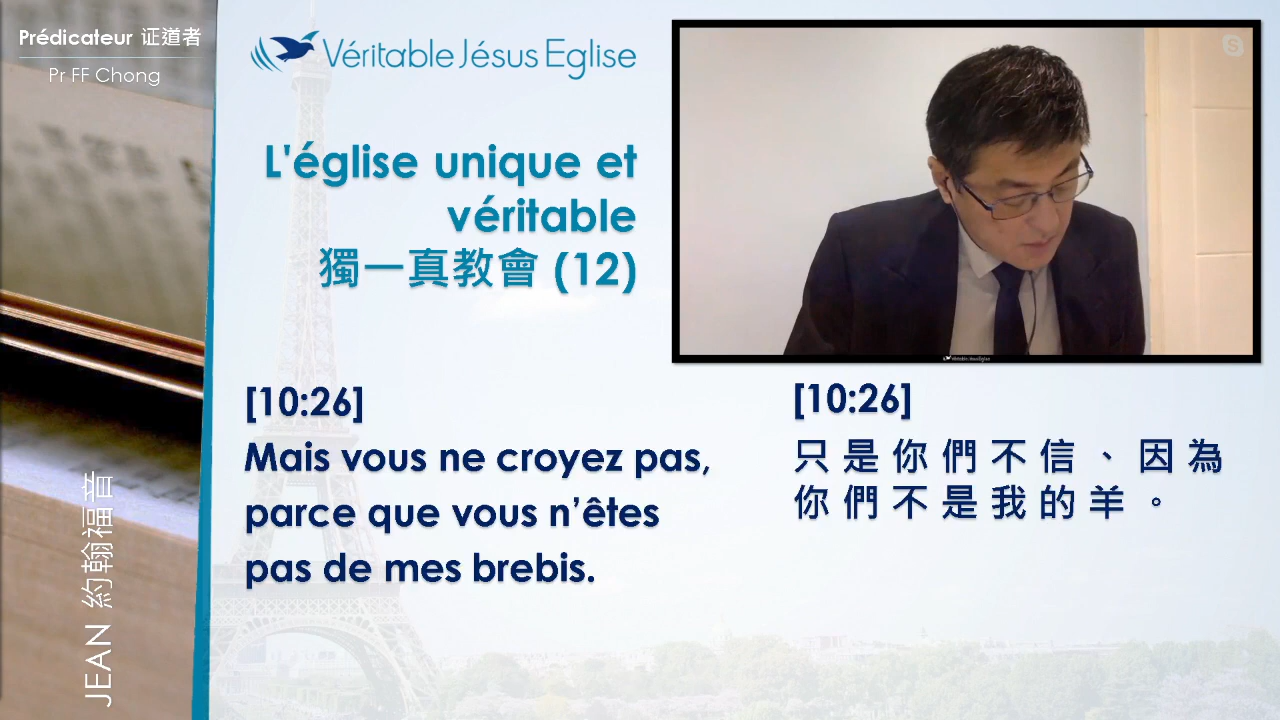 Prédicateur 证道者
Pr FF Chong
Véritable Jésus Eglise
L'église unique et
véritable
獨一真教會 (12)
[10:26]
Mais vous ne croyez pas,
parce que vous n’êtes
pas de mes brebis.
[10:26]
只是你們不信、因為
你們不是我的羊。
JEAN 約翰福音
Véritable Jésus Eglise